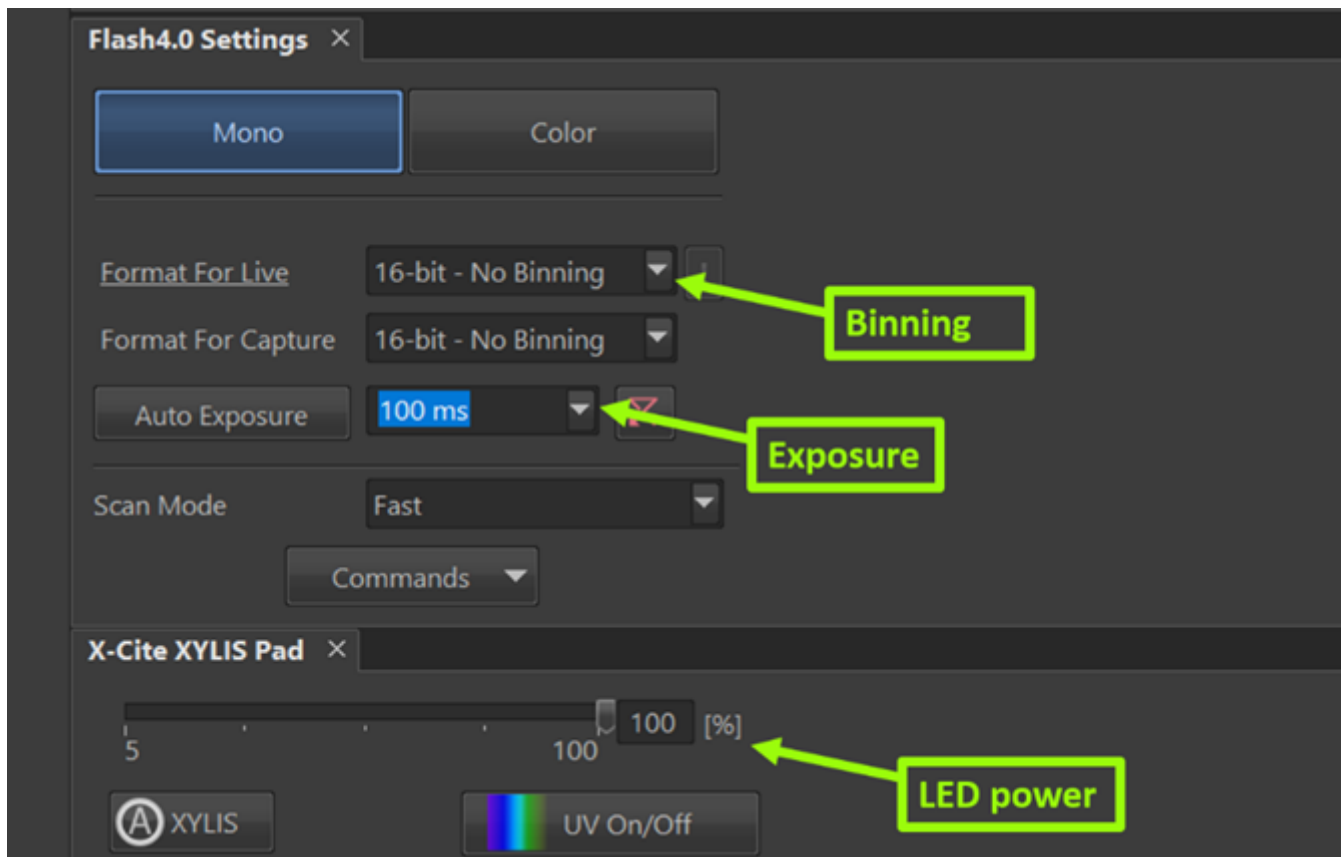 Flash4.0 Settings ×
Mono Color
Format For Live 16-bit - No Binning
Binning
Format For Capture 16-bit - No Binning
Auto Exposure 100 ms
Exposure
Scan Mode Fast
Commands
X-Cite XYLIS Pad ×
100 [%]
5 100
LED power
A XYLIS UV On/Off